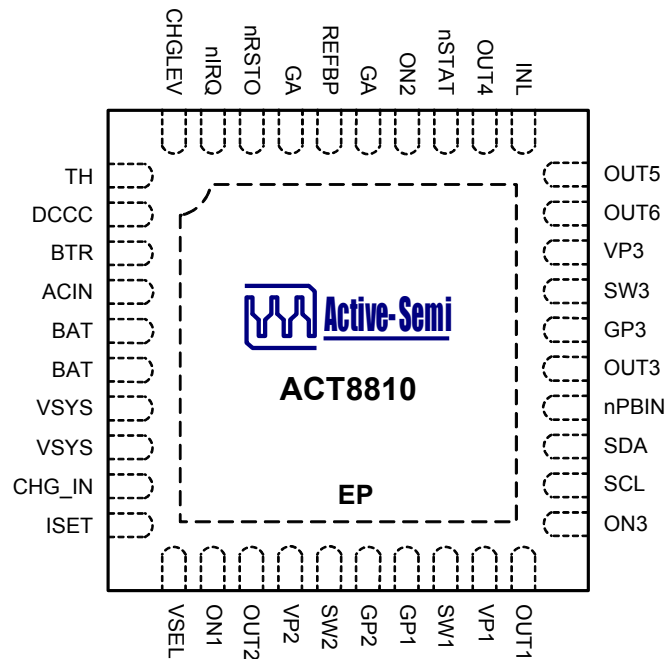 CHGLEV
nIRQ
nRSTO
GA
REFBP
GA
ON2
nSTAT
OUT4
INL
TH
DCCC
BTR
ACIN
BAT
BAT
VSYS
VSYS
CHG_IN
ISET
Active-Semi
ACT8810
EP
OUT5
OUT6
VP3
SW3
GP3
OUT3
nPBIN
SDA
SCL
ON3
VSEL
ON1
OUT2
VP2
SW2
GP2
GP1
SW1
VP1
OUT1